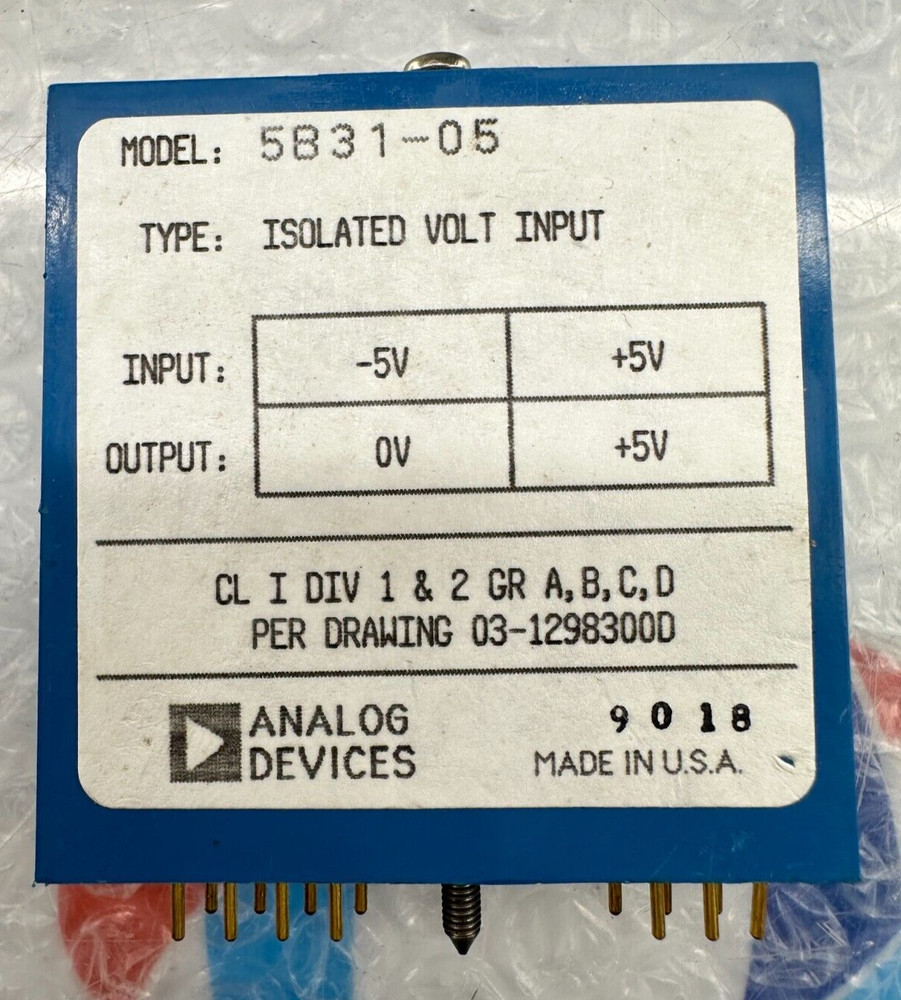 MODEL: 5B31-05
TYPE: ISOLATED VOLT INPUT
INPUT: -5V +5V
OUTPUT: 0V +5V
CL I DIV 1 & 2 GR A,B,C,D
PER DRAWING 03-1298300D
ANALOG DEVICES
9018
MADE IN U.S.A.